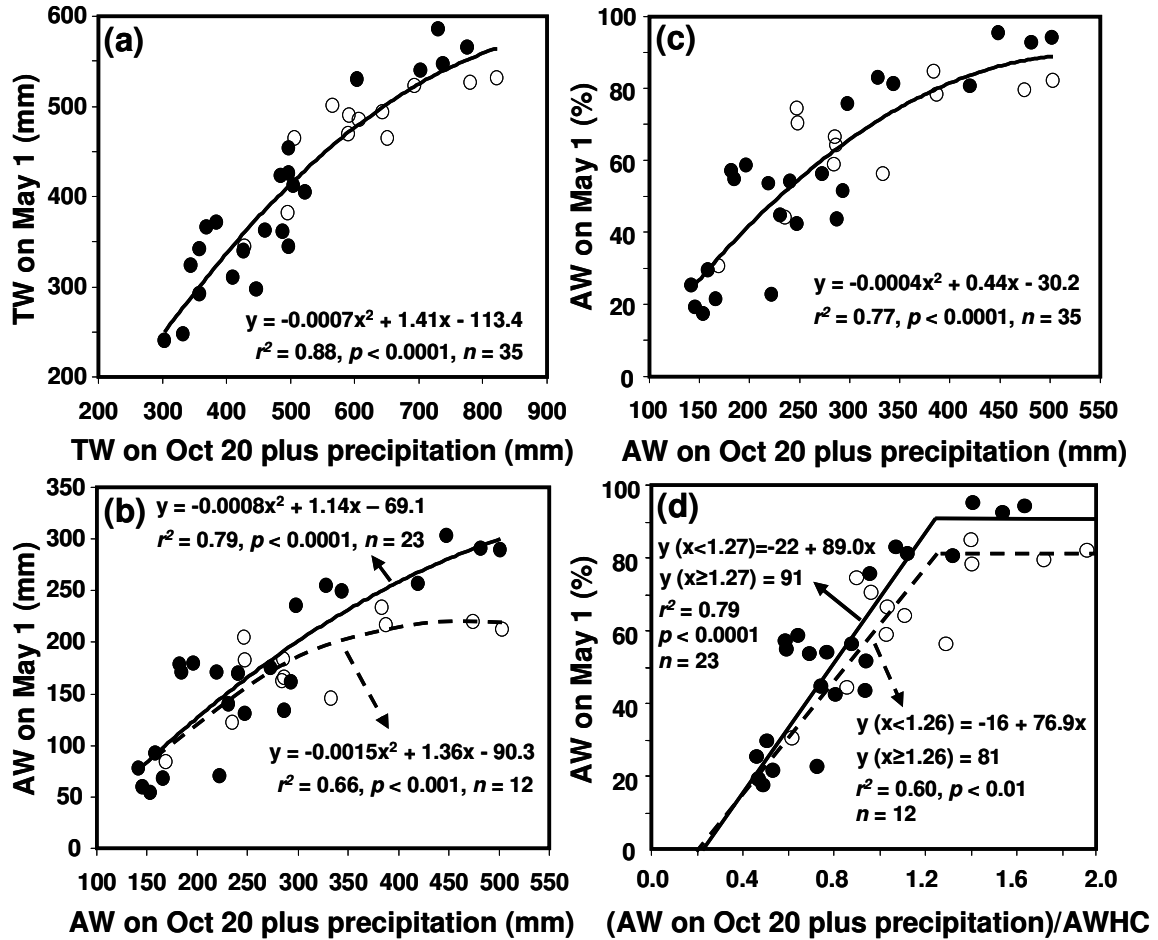 (a)
TW on May 1 (mm)
600
500
400
300
200
y = -0.0007x² + 1.41x - 113.4
r² = 0.88, p < 0.0001, n = 35
200 300 400 500 600 700 800 900
TW on Oct 20 plus precipitation (mm)
(c)
AW on May 1 (%)
100
80
60
40
20
0
y = -0.0004x² + 0.44x - 30.2
r² = 0.77, p < 0.0001, n = 35
100 150 200 250 300 350 400 450 500 550
AW on Oct 20 plus precipitation (mm)
(b)
AW on May 1 (mm)
350
300
250
200
150
100
50
0
y = -0.0008x² + 1.14x – 69.1
r² = 0.79, p < 0.0001, n = 23
y = -0.0015x² + 1.36x - 90.3
r² = 0.66, p < 0.001, n = 12
100 150 200 250 300 350 400 450 500 550
AW on Oct 20 plus precipitation (mm)
(d)
AW on May 1 (%)
100
80
60
40
20
0
y (x<1.27)=-22 + 89.0x
y (x≥1.27) = 91
r² = 0.79
p < 0.0001
n = 23
y (x<1.26) = -16 + 76.9x
y (x≥1.26) = 81
r² = 0.60, p < 0.01
n = 12
0.0 0.4 0.8 1.2 1.6 2.0
(AW on Oct 20 plus precipitation)/AWHC